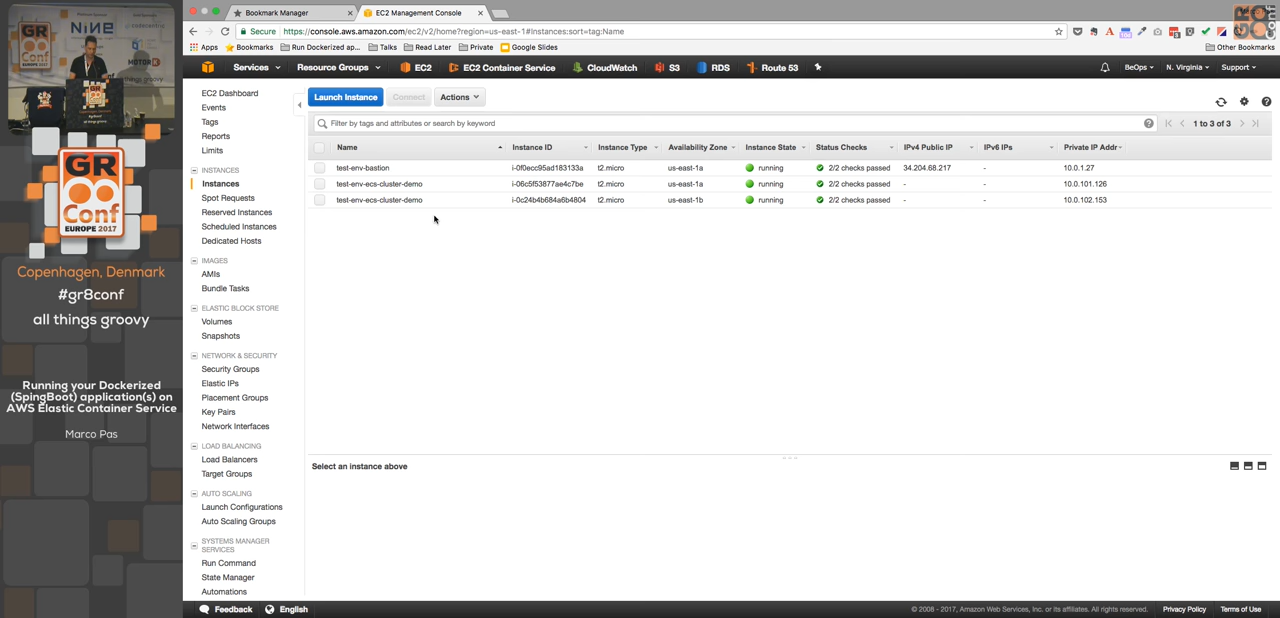 GR8
Conf
EUROPE 2017
Copenhagen, Denmark
#gr8conf
all things groovy
Running your Dockerized
(SpingBoot) application(s) on
AWS Elastic Container Service
Marco Pas
Bookmark Manager
EC2 Management Console
Secure
https://console.aws.amazon.com/ec2/v2/home?region=us-east-1#Instances:sort=tag:Name
Apps Bookmarks Run Dockerized ap... Talks Read Later Private Google Slides Other Bookmarks
Services Resource Groups EC2 EC2 Container Service CloudWatch S3 RDS Route 53 BeOps N. Virginia Support
EC2 Dashboard
Events
Tags
Reports
Limits
INSTANCES
Instances
Spot Requests
Reserved Instances
Scheduled Instances
Dedicated Hosts
IMAGES
AMIs
Bundle Tasks
ELASTIC BLOCK STORE
Volumes
Snapshots
NETWORK & SECURITY
Security Groups
Elastic IPs
Placement Groups
Key Pairs
Network Interfaces
LOAD BALANCING
Load Balancers
Target Groups
AUTO SCALING
Launch Configurations
Auto Scaling Groups
SYSTEMS MANAGER
SERVICES
Run Command
State Manager
Automations
Launch Instance Connect Actions
Filter by tags and attributes or search by keyword
1 to 3 of 3
Name Instance ID Instance Type Availability Zone Instance State Status Checks IPv4 Public IP IPv6 IPs Private IP Addr
test-env-bastion i-0f0ecc95ad183133a t2.micro us-east-1a running 2/2 checks passed 34.204.68.217 - 10.0.1.27
test-env-ecs-cluster-demo i-06c5f53877ae4c7be t2.micro us-east-1a running 2/2 checks passed - - 10.0.101.126
test-env-ecs-cluster-demo i-0c24b4b684a6b4804 t2.micro us-east-1b running 2/2 checks passed - - 10.0.102.153
Select an instance above
Feedback English
© 2008 - 2017, Amazon Web Services, Inc. or its affiliates. All rights reserved. Privacy Policy Terms of Use